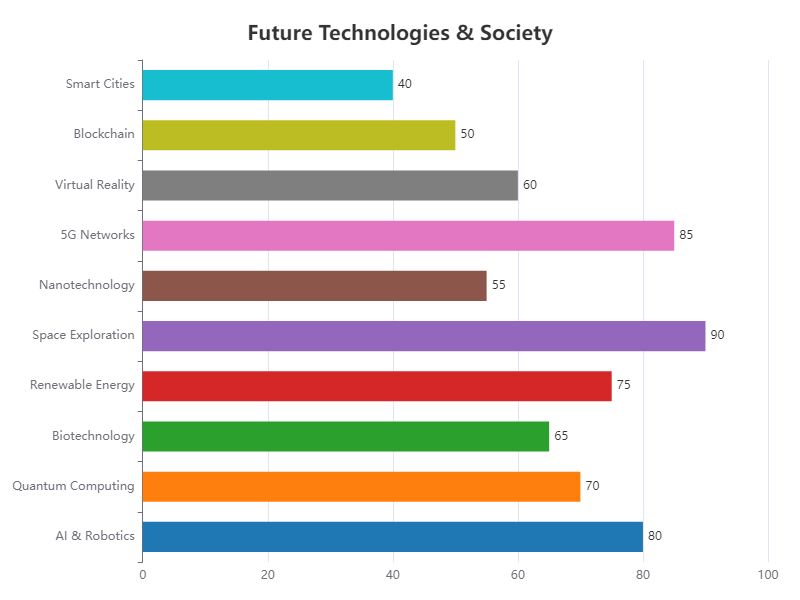 Future Technologies & Society
Smart Cities 40
Blockchain 50
Virtual Reality 60
5G Networks 85
Nanotechnology 55
Space Exploration 90
Renewable Energy 75
Biotechnology 65
Quantum Computing 70
AI & Robotics 80
0 20 40 60 80 100